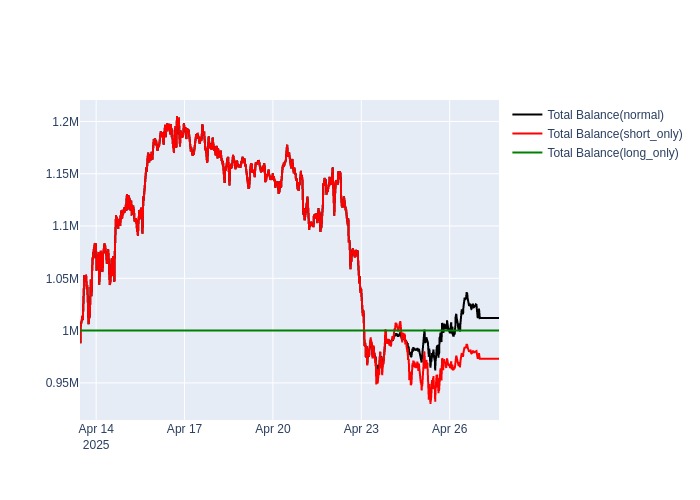 1.2M
1.15M
1.1M
1.05M
1M
0.95M
Apr 14
2025
Apr 17
Apr 20
Apr 23
Apr 26
Total Balance(normal)
Total Balance(short_only)
Total Balance(long_only)